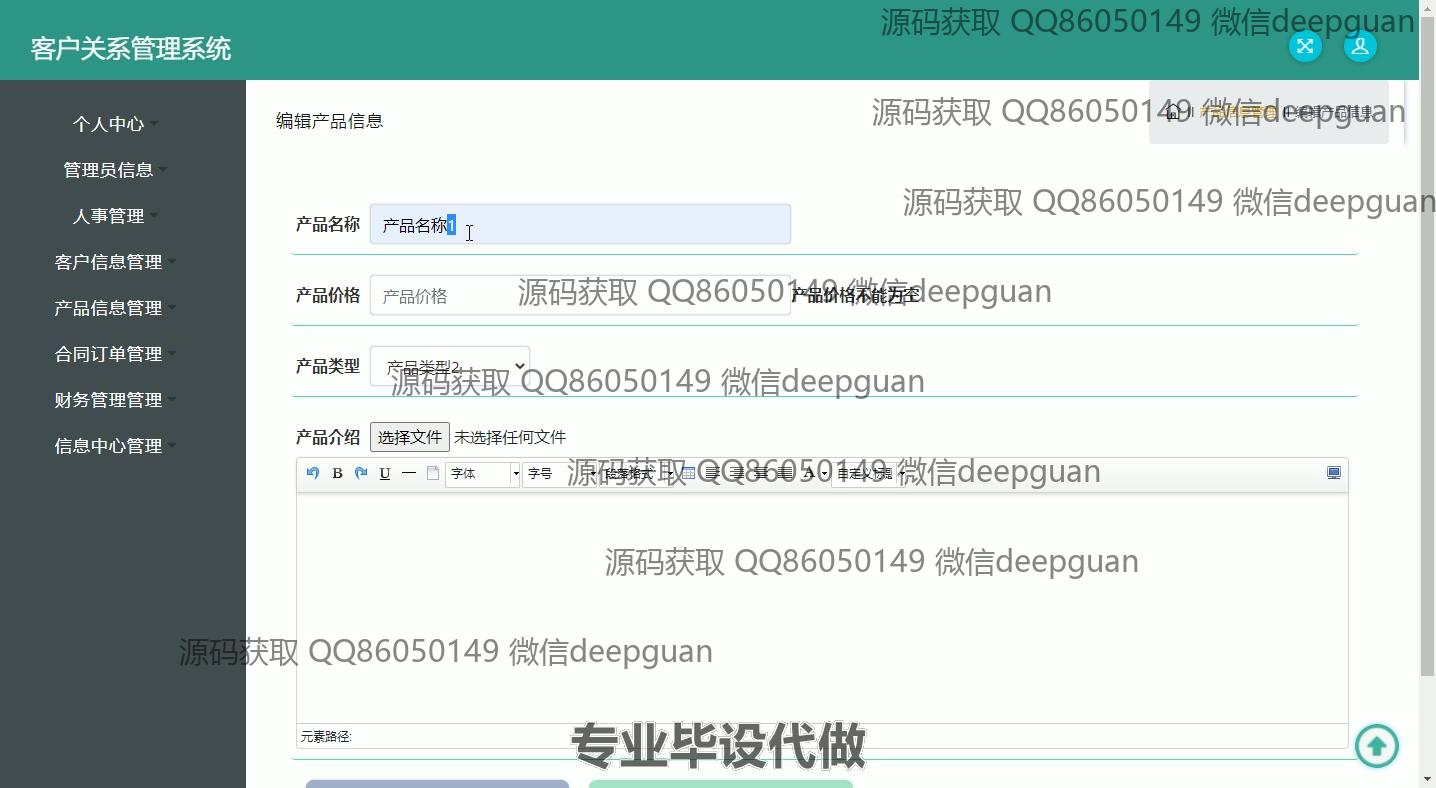 源码获取 QQ86050149 微信deepguan
客户关系管理系统
个人中心
管理员信息
人事管理
客户信息管理
产品信息管理
合同订单管理
财务管理管理
信息中心管理
编辑产品信息
源码获取 QQ86050149 微信deepguan
产品信息管理 编辑产品信息
源码获取 QQ86050149 微信deepguan
产品名称 产品名称1
产品价格 产品价格 产品价格不能为空
源码获取 QQ86050149 微信deepguan
产品类型 产品类型2
源码获取 QQ86050149 微信deepguan
产品介绍 选择文件 未选择任何文件
B U 字体 字号 段落格式 A 自定义标题
源码获取 QQ86050149 微信deepguan
源码获取 QQ86050149 微信deepguan
源码获取 QQ86050149 微信deepguan
元素路径:
专业毕设代做